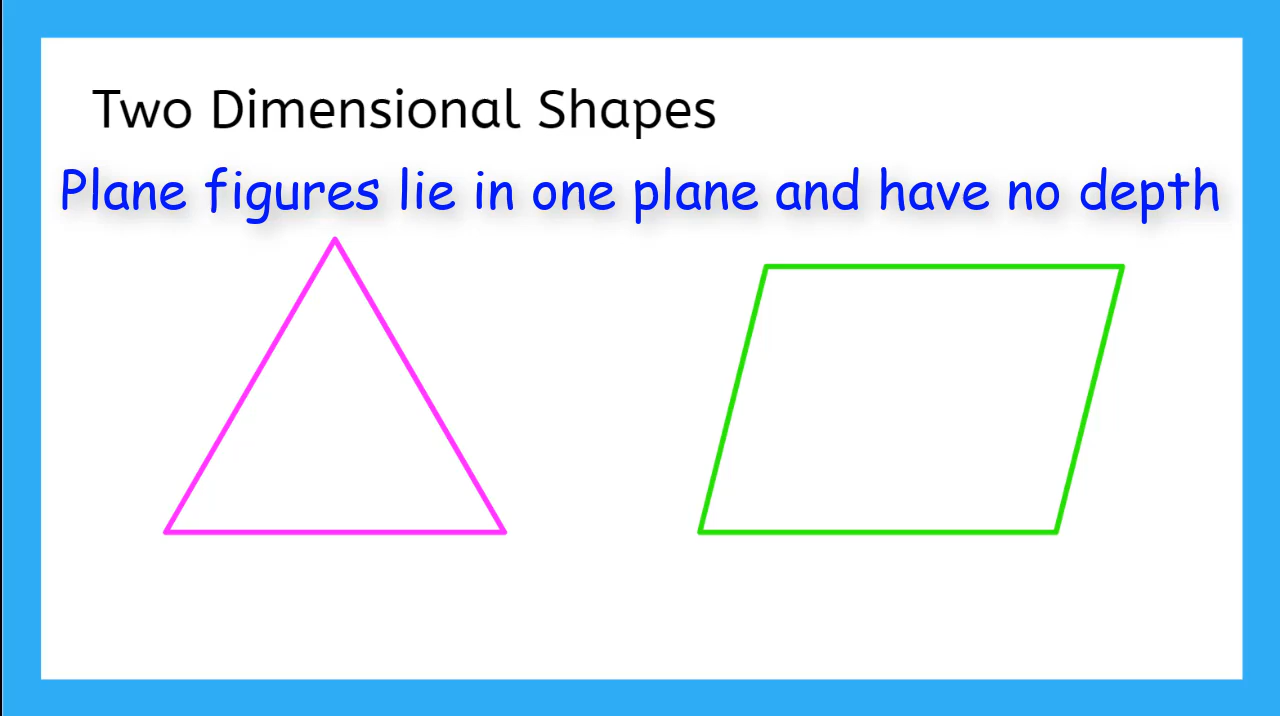 Two Dimensional Shapes
Plane figures lie in one plane and have no depth